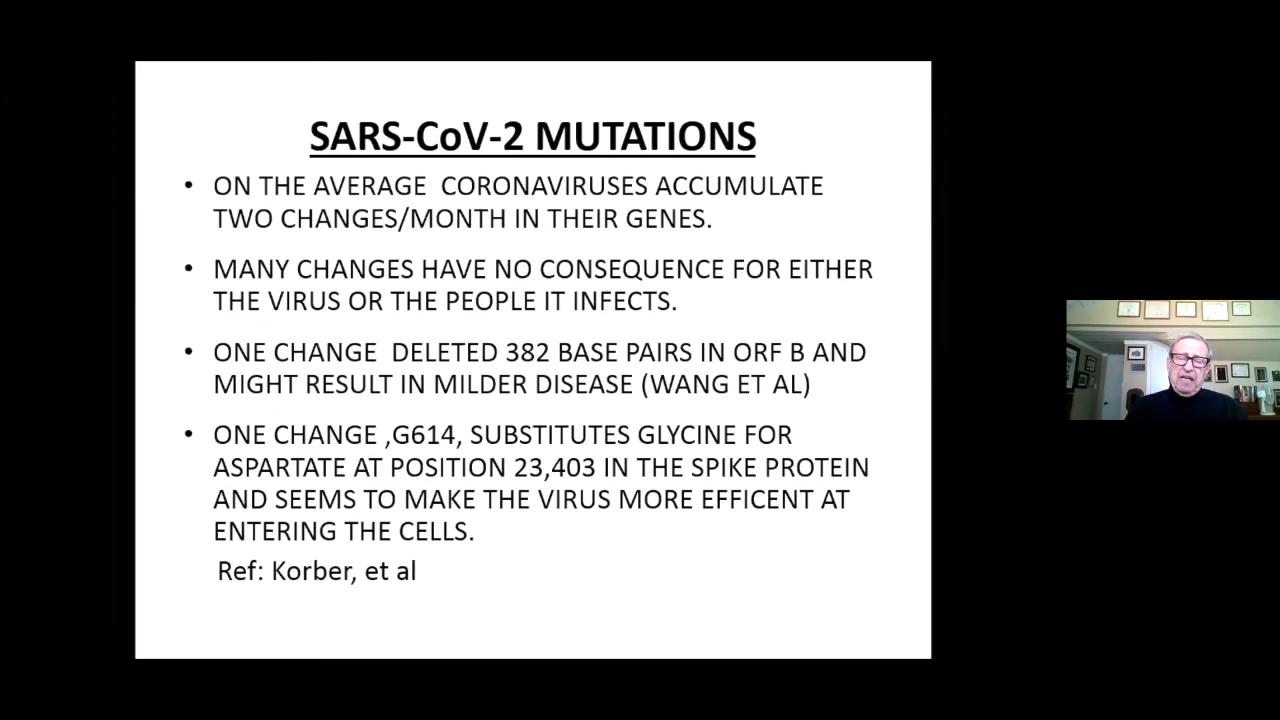 SARS-CoV-2 MUTATIONS
• ON THE AVERAGE CORONAVIRUSES ACCUMULATE
TWO CHANGES/MONTH IN THEIR GENES.
• MANY CHANGES HAVE NO CONSEQUENCE FOR EITHER
THE VIRUS OR THE PEOPLE IT INFECTS.
• ONE CHANGE DELETED 382 BASE PAIRS IN ORF B AND
MIGHT RESULT IN MILDER DISEASE (WANG ET AL)
• ONE CHANGE ,G614, SUBSTITUTES GLYCINE FOR
ASPARTATE AT POSITION 23,403 IN THE SPIKE PROTEIN
AND SEEMS TO MAKE THE VIRUS MORE EFFICENT AT
ENTERING THE CELLS.
Ref: Korber, et al